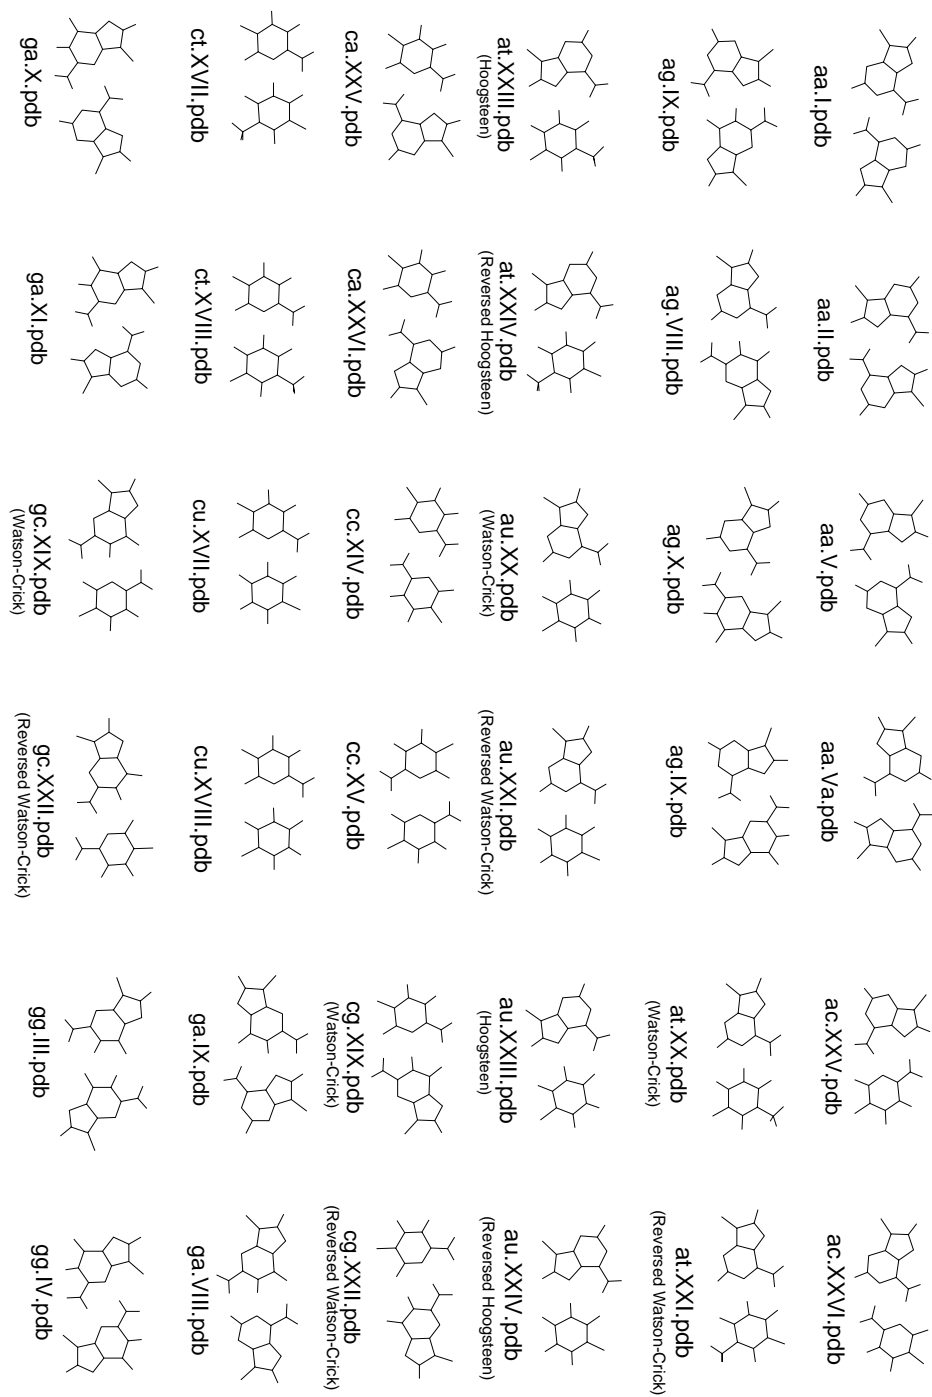 aa.I.pdb
aa.II.pdb
aa.V.pdb
aa.Va.pdb
ac.XXV.pdb
ac.XXVI.pdb
ag.IX.pdb
ag.VIII.pdb
ag.X.pdb
ag.IX.pdb
at.XX.pdb
(Watson-Crick)
at.XXI.pdb
(Reversed Watson-Crick)
at.XXIII.pdb
(Hoogsteen)
at.XXIV.pdb
(Reversed Hoogsteen)
au.XX.pdb
(Watson-Crick)
au.XXI.pdb
(Reversed Watson-Crick)
au.XXIII.pdb
(Hoogsteen)
au.XXIV.pdb
(Reversed Hoogsteen)
ca.XXV.pdb
ca.XXVI.pdb
cc.XIV.pdb
cc.XV.pdb
cg.XIX.pdb
(Watson-Crick)
cg.XXII.pdb
(Reversed Watson-Crick)
ct.XVII.pdb
ct.XVIII.pdb
cu.XVII.pdb
cu.XVIII.pdb
ga.IX.pdb
ga.VIII.pdb
ga.X.pdb
ga.XI.pdb
gc.XIX.pdb
(Watson-Crick)
gc.XXII.pdb
(Reversed Watson-Crick)
gg.III.pdb
gg.IV.pdb